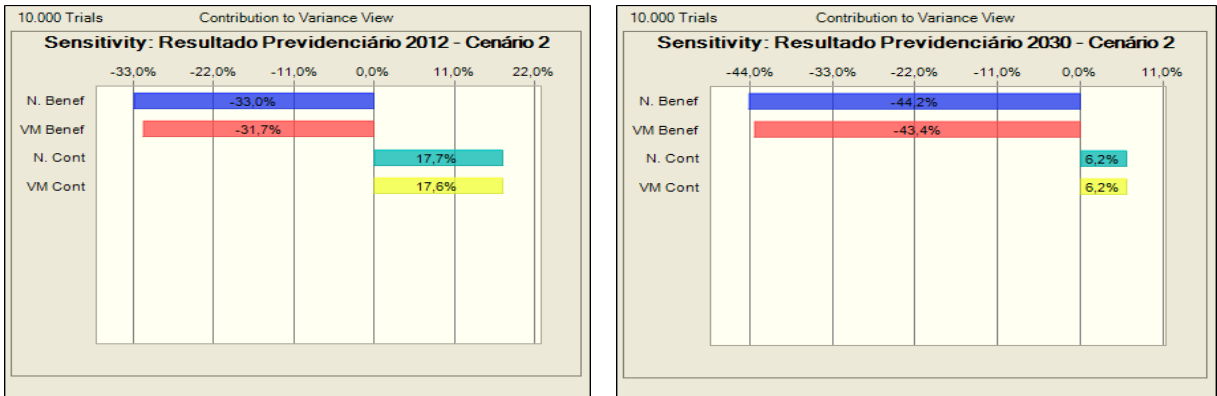 10.000 Trials Contribution to Variance View
Sensitivity: Resultado Previdenciário 2012 - Cenário 2
-33,0% -22,0% -11,0% 0,0% 11,0% 22,0%
N. Benef -33,0%
VM Benef -31,7%
N. Cont 17,7%
VM Cont 17,6%
10.000 Trials Contribution to Variance View
Sensitivity: Resultado Previdenciário 2030 - Cenário 2
-44,0% -33,0% -22,0% -11,0% 0,0% 11,0%
N. Benef -44,2%
VM Benef -43,4%
N. Cont 6,2%
VM Cont 6,2%